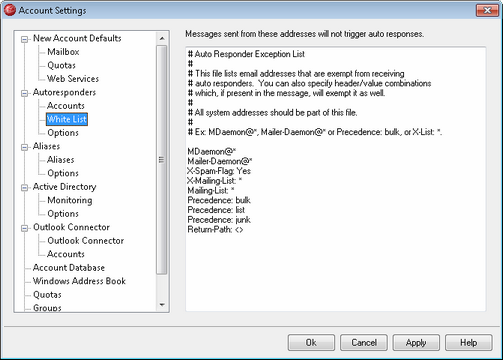 Account Settings
New Account Defaults
Mailbox
Quotas
Web Services
Autoresponders
Accounts
White List
Options
Aliases
Aliases
Options
Active Directory
Monitoring
Options
Outlook Connector
Outlook Connector
Accounts
Account Database
Windows Address Book
Quotas
Groups
Messages sent from these addresses will not trigger auto responses.
# Auto Responder Exception List
#
# This file lists email addresses that are exempt from receiving
# auto responders.  You can also specify header/value combinations
# which, if present in the message, will exempt it as well.
#
# All system addresses should be part of this file.
#
# Ex: MDaemon@*, Mailer-Daemon@* or Precedence: bulk, or X-List: *.
MDaemon@*
Mailer-Daemon@*
X-Spam-Flag: Yes
X-Mailing-List: *
Mailing-List: *
Precedence: bulk
Precedence: list
Precedence: junk
Return-Path: <>
Ok
Cancel
Apply
Help